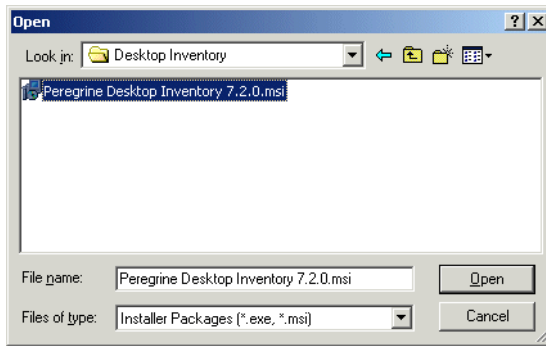 Open
Look in: Desktop Inventory
Peregrine Desktop Inventory 7.2.0.msi
File name: Peregrine Desktop Inventory 7.2.0.msi Open
Files of type: Installer Packages (*.exe, *.msi) Cancel